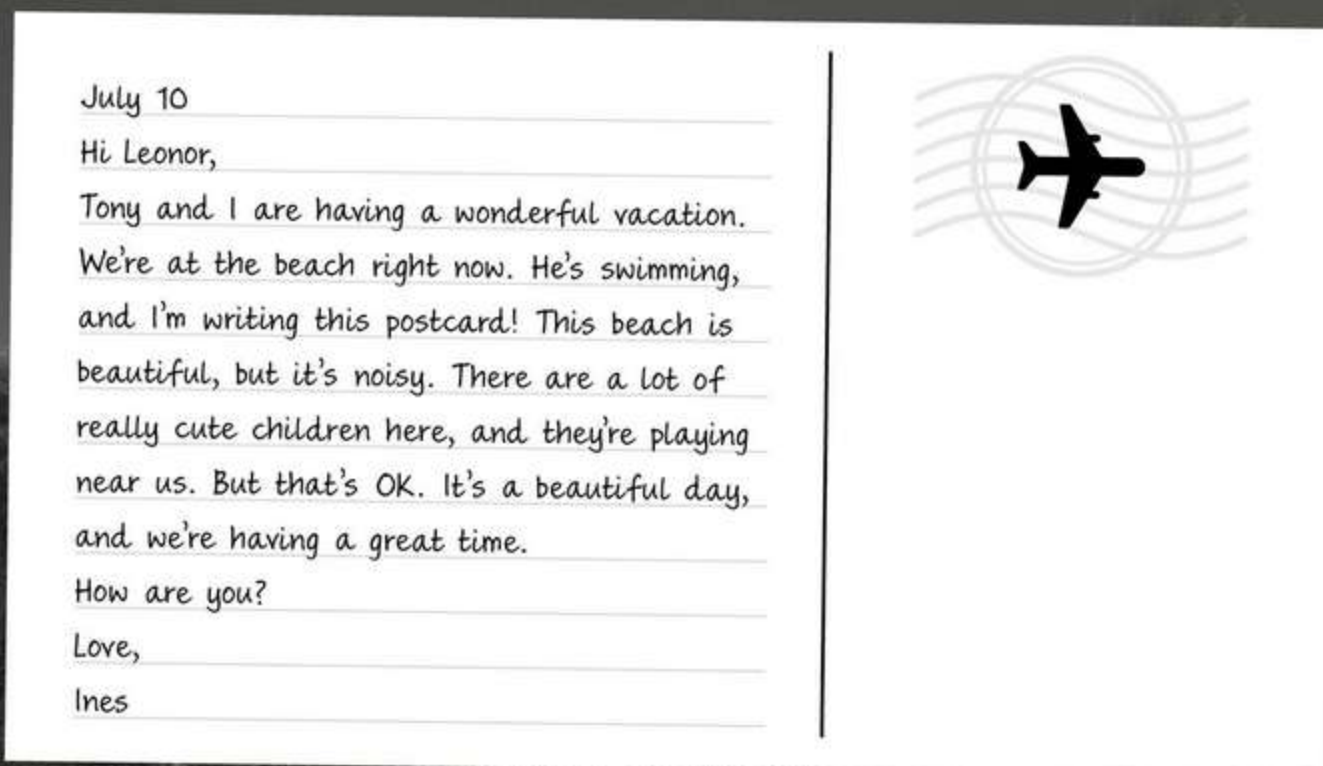 July 10
Hi Leonor,
Tony and I are having a wonderful vacation.
We're at the beach right now. He's swimming,
and I'm writing this postcard! This beach is
beautiful, but it's noisy. There are a lot of
really cute children here, and they're playing
near us. But that's OK. It's a beautiful day,
and we're having a great time.
How are you?
Love,
Ines